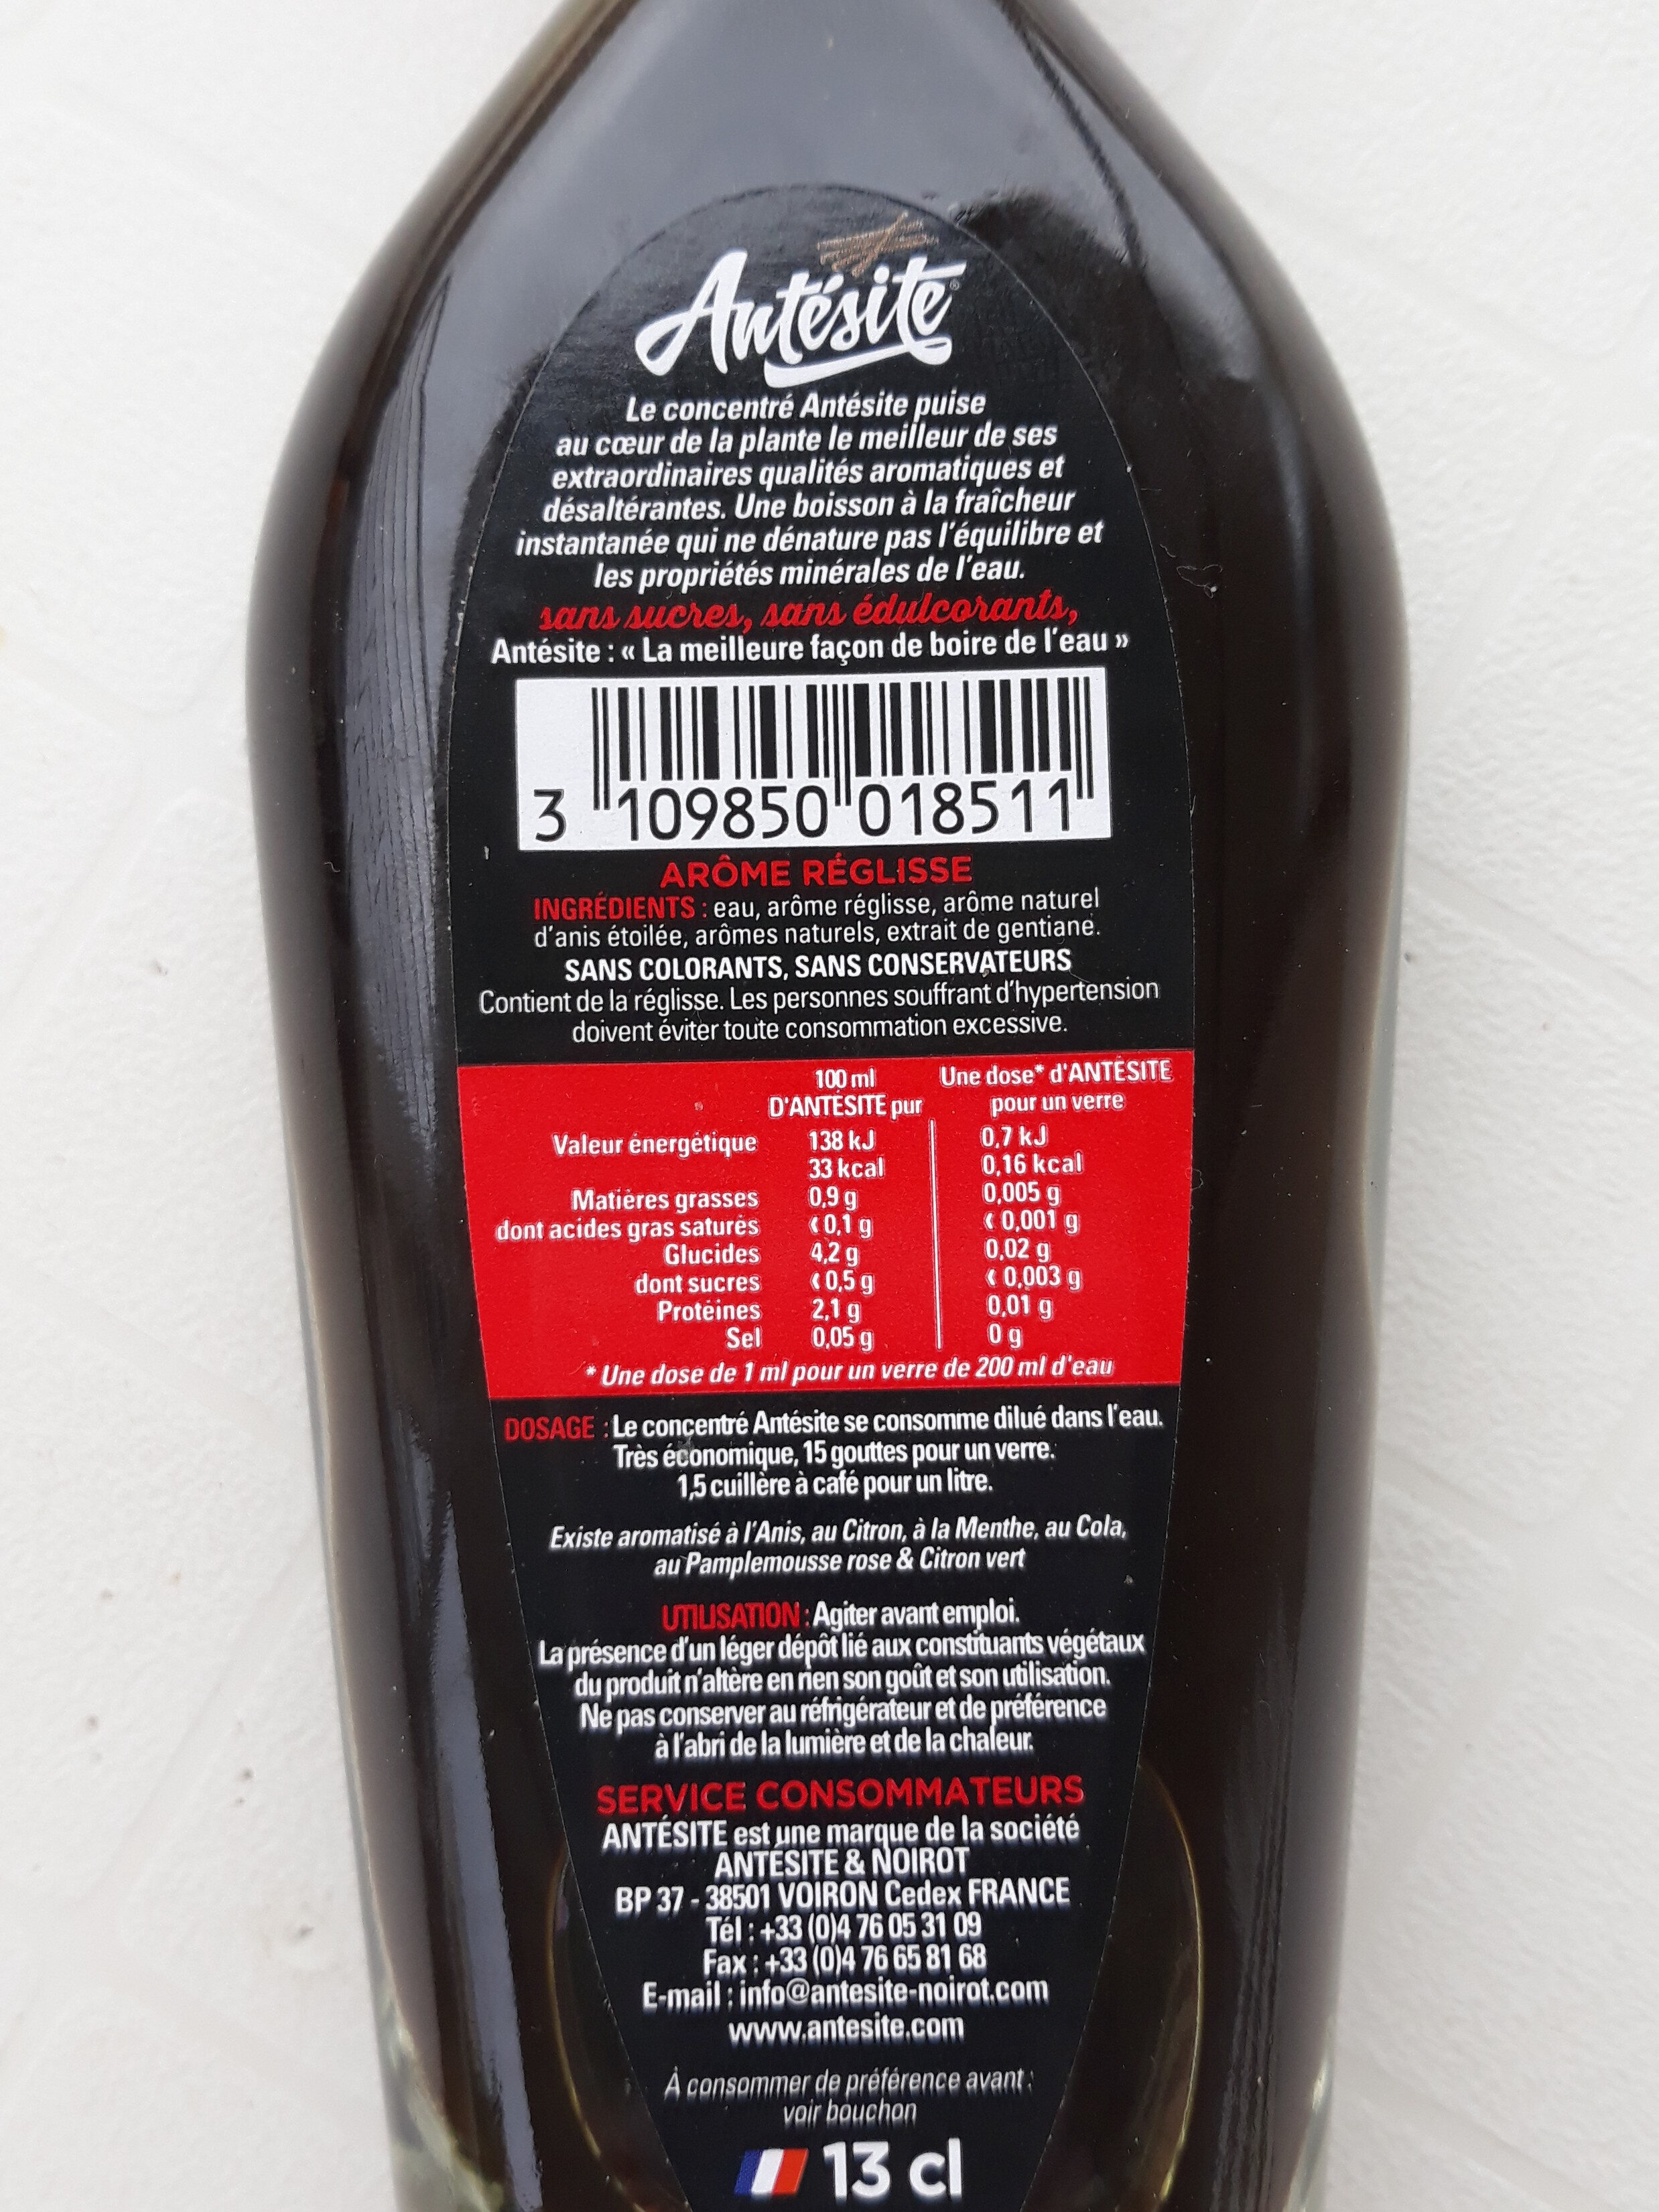 Antésite®
Le concentré Antésite puise
au cœur de la plante le meilleur de ses
extraordinaires qualités aromatiques et
désaltérantes. Une boisson à la fraîcheur
instantanée qui ne dénature pas l'équilibre et
les propriétés minérales de l'eau.
sans sucres, sans édulcorants,
Antésite : « La meilleure façon de boire de l'eau »
3 109850 018511
ARÔME RÉGLISSE
INGRÉDIENTS : eau, arôme réglisse, arôme naturel
d'anis étoilée, arômes naturels, extrait de gentiane.
SANS COLORANTS, SANS CONSERVATEURS
Contient de la réglisse. Les personnes souffrant d'hypertension
doivent éviter toute consommation excessive.
100 ml Une dose* d'ANTÉSITE
D'ANTÉSITE pur pour un verre
Valeur énergétique 138 kJ 0,7 kJ
33 kcal 0,16 kcal
Matières grasses 0,9 g 0,005 g
dont acides gras saturés < 0,1 g < 0,001 g
Glucides 4,2 g 0,02 g
dont sucres < 0,5 g < 0,003 g
Protéines 2,1 g 0,01 g
Sel 0,05 g 0 g
* Une dose de 1 ml pour un verre de 200 ml d'eau
DOSAGE : Le concentré Antésite se consomme dilué dans l'eau.
Très économique, 15 gouttes pour un verre.
1,5 cuillère à café pour un litre.
Existe aromatisé à l'Anis, au Citron, à la Menthe, au Cola,
au Pamplemousse rose & Citron vert
UTILISATION : Agiter avant emploi.
La présence d'un léger dépôt lié aux constituants végétaux
du produit n'altère en rien son goût et son utilisation.
Ne pas conserver au réfrigérateur et de préférence
à l'abri de la lumière et de la chaleur.
SERVICE CONSOMMATEURS
ANTÉSITE est une marque de la société
ANTÉSITE & NOIROT
BP 37 - 38501 VOIRON Cedex FRANCE
Tél : +33 (0)4 76 05 31 09
Fax : +33 (0)4 76 65 81 68
E-mail : info@antesite-noirot.com
www.antesite.com
À consommer de préférence avant :
voir bouchon
13 cl